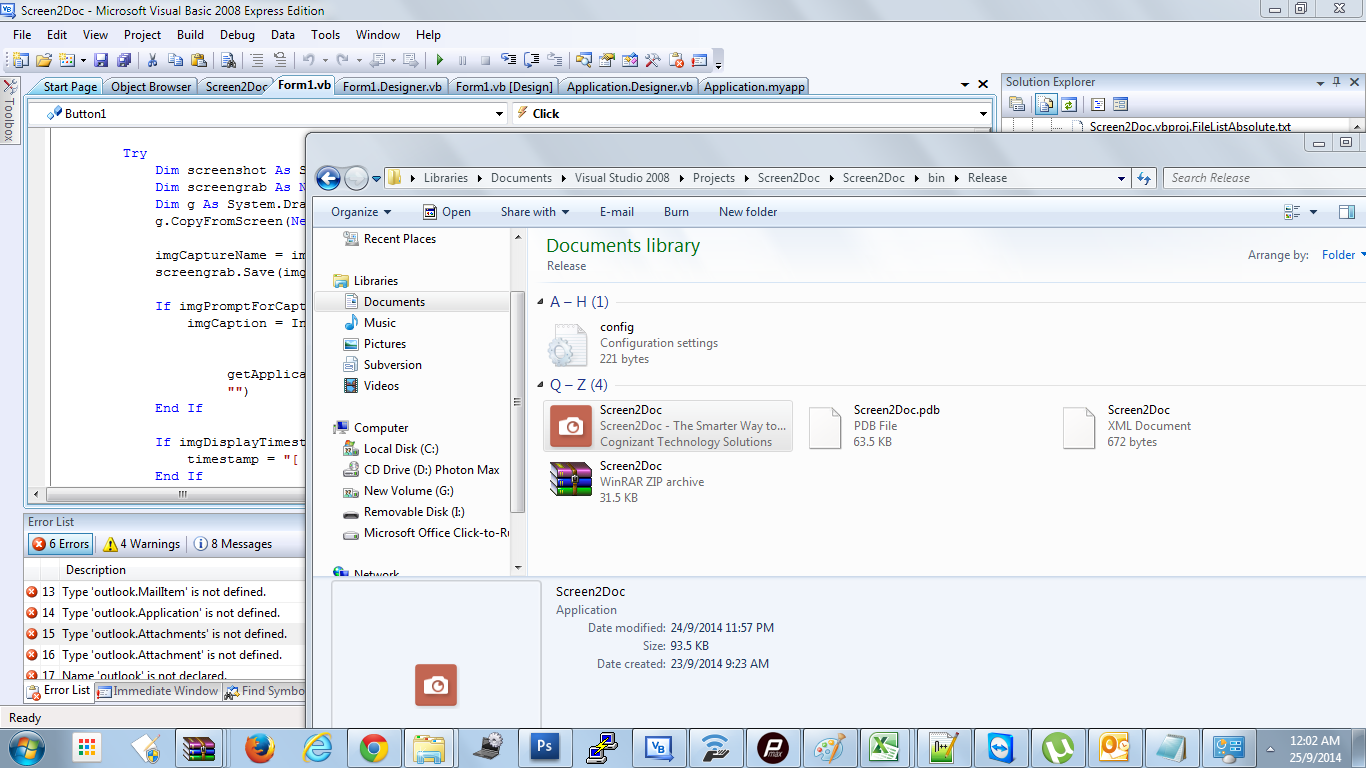 Screen2Doc - Microsoft Visual Basic 2008 Express Edition
File Edit View Project Build Debug Data Tools Window Help
Start Page Object Browser Screen2Doc Form1.vb Form1.Designer.vb Form1.vb [Design] Application.Designer.vb Application.myapp
Solution Explorer
Toolbox
Button1 Click
Screen2Doc.vbproj.FileListAbsolute.txt
Try
Dim screenshot As S
Dim screengrab As N
Dim g As System.Dra
g.CopyFromScreen(Ne
imgCaptureName = im
screengrab.Save(img
If imgPromptForCapt
imgCaption = In
getApplica
"")
End If
If imgDisplayTimest
timestamp = "[
End If
Error List
6 Errors 4 Warnings 8 Messages
Description
13 Type 'outlook.MailItem' is not defined.
14 Type 'outlook.Application' is not defined.
15 Type 'outlook.Attachments' is not defined.
16 Type 'outlook.Attachment' is not defined.
17 Name 'outlook' is not declared.
Error List Immediate Window Find Symbo
Ready
Libraries Documents Visual Studio 2008 Projects Screen2Doc Screen2Doc bin Release
Search Release
Organize Open Share with E-mail Burn New folder
Recent Places
Libraries
Documents
Music
Pictures
Subversion
Videos
Computer
Local Disk (C:)
CD Drive (D:) Photon Max
New Volume (G:)
Removable Disk (I:)
Microsoft Office Click-to-Ru
Network
Documents library
Release
Arrange by: Folder
A – H (1)
config
Configuration settings
221 bytes
Q – Z (4)
Screen2Doc
Screen2Doc - The Smarter Way to...
Cognizant Technology Solutions
Screen2Doc.pdb
PDB File
63.5 KB
Screen2Doc
XML Document
672 bytes
Screen2Doc
WinRAR ZIP archive
31.5 KB
Screen2Doc
Application
Date modified: 24/9/2014 11:57 PM
Size: 93.5 KB
Date created: 23/9/2014 9:23 AM
Ps
VB
max
n++
12:02 AM
25/9/2014